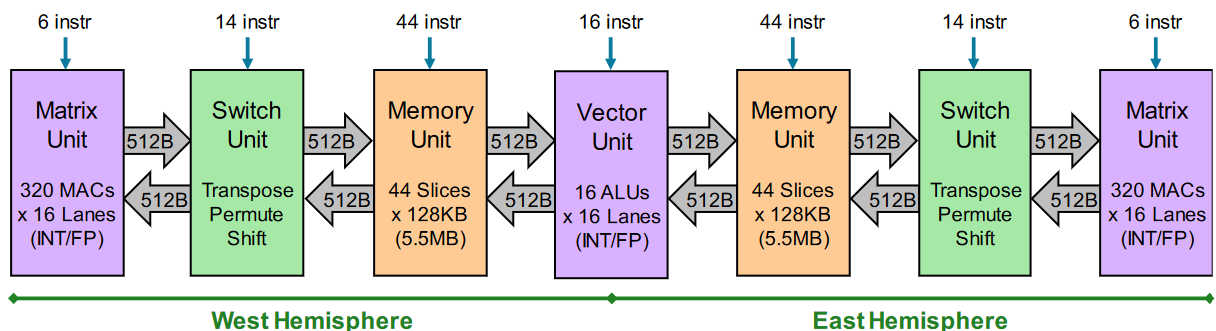 6 instr
14 instr
44 instr
16 instr
44 instr
14 instr
6 instr
Matrix
Unit
320 MACs
x 16 Lanes
(INT/FP)
512B
512B
Switch
Unit
Transpose
Permute
Shift
512B
512B
Memory
Unit
44 Slices
x 128KB
(5.5MB)
512B
512B
Vector
Unit
16 ALUs
x 16 Lanes
(INT/FP)
512B
512B
Memory
Unit
44 Slices
x 128KB
(5.5MB)
512B
512B
Switch
Unit
Transpose
Permute
Shift
512B
512B
Matrix
Unit
320 MACs
x 16 Lanes
(INT/FP)
West Hemisphere
East Hemisphere